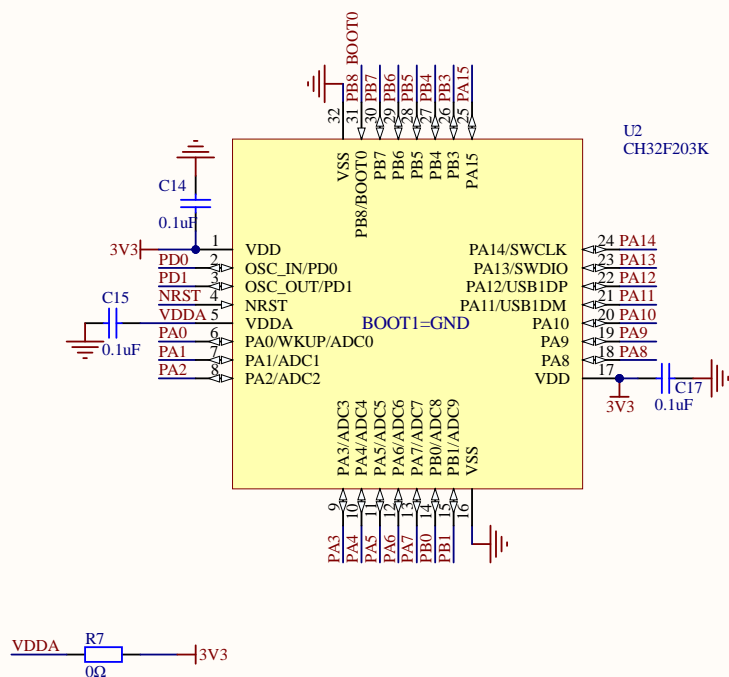 BOOT0
PB8
PB7
PB6
PB5
PB4
PB3
PA15
32
31
30
29
28
27
26
25
U2
CH32F203K
VSS
PB8/BOOT0
PB7
PB6
PB5
PB4
PB3
PA15
C14
0.1uF
3V3
1
VDD
PD0
2
OSC_IN/PD0
PD1
3
OSC_OUT/PD1
NRST
4
NRST
C15
0.1uF
VDDA
5
VDDA
PA0
6
PA0/WKUP/ADC0
PA1
7
PA1/ADC1
PA2
8
PA2/ADC2
BOOT1=GND
PA14/SWCLK
24
PA14
PA13/SWDIO
23
PA13
PA12/USB1DP
22
PA12
PA11/USB1DM
21
PA11
PA10
20
PA10
PA9
19
PA9
PA8
18
PA8
VDD
17
3V3
C17
0.1uF
PA3/ADC3
PA4/ADC4
PA5/ADC5
PA6/ADC6
PA7/ADC7
PB0/ADC8
PB1/ADC9
VSS
9
10
11
12
13
14
15
16
PA3
PA4
PA5
PA6
PA7
PB0
PB1
VDDA
R7
0Ω
3V3